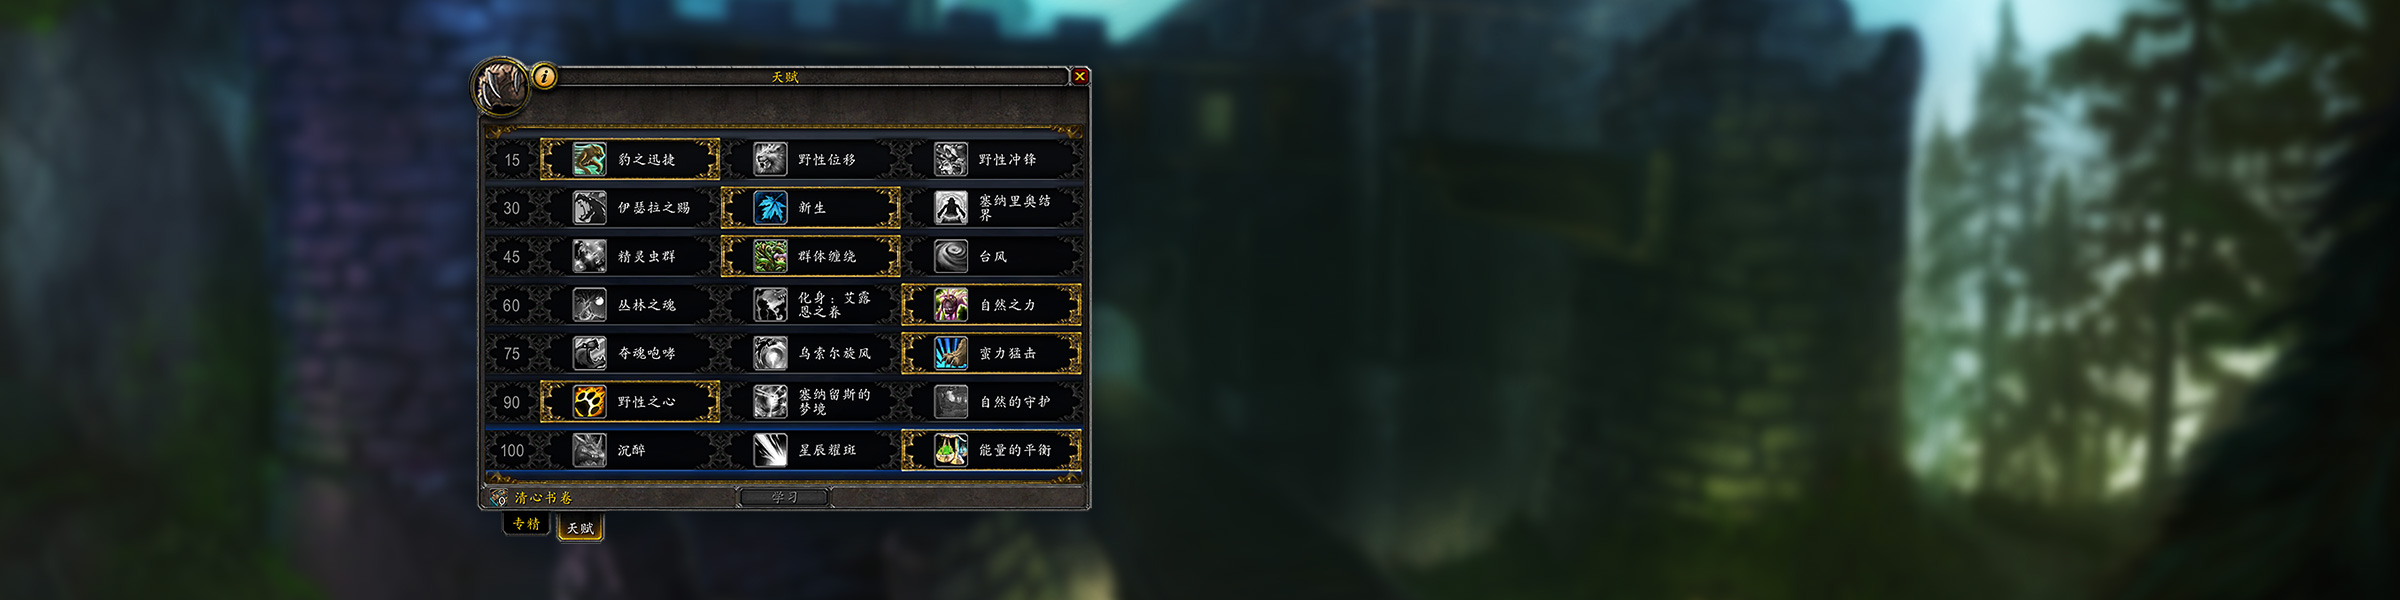 天赋
15 豹之迅捷 野性位移 野性冲锋
30 伊瑟拉之赐 新生 塞纳里奥结
界
45 精灵虫群 群体缠绕 台风
60 丛林之魂 化身：艾露
恩之眷 自然之力
75 夺魂咆哮 乌索尔旋风 蛮力猛击
90 野性之心 塞纳留斯的
梦境 自然的守护
100 沉醉 星辰耀斑 能量的平衡
0 清心书卷 学习
专精 天赋